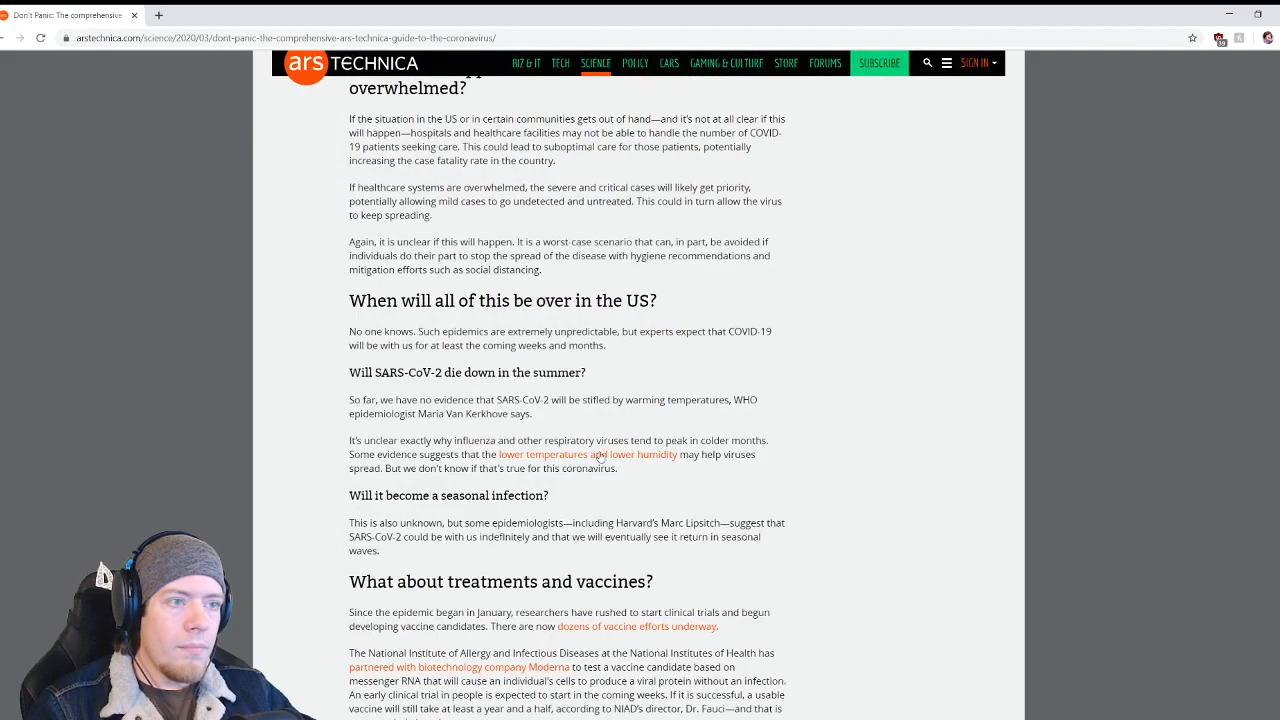 Don't Panic: The comprehensive
arstechnica.com/science/2020/03/dont-panic-the-comprehensive-ars-technica-guide-to-the-coronavirus/
39
ars TECHNICA
BIZ & IT TECH SCIENCE POLICY CARS GAMING & CULTURE STORE FORUMS SUBSCRIBE SIGN IN
overwhelmed?
If the situation in the US or in certain communities gets out of hand—and it's not at all clear if this
will happen—hospitals and healthcare facilities may not be able to handle the number of COVID-
19 patients seeking care. This could lead to suboptimal care for those patients, potentially
increasing the case fatality rate in the country.
If healthcare systems are overwhelmed, the severe and critical cases will likely get priority,
potentially allowing mild cases to go undetected and untreated. This could in turn allow the virus
to keep spreading.
Again, it is unclear if this will happen. It is a worst-case scenario that can, in part, be avoided if
individuals do their part to stop the spread of the disease with hygiene recommendations and
mitigation efforts such as social distancing.
When will all of this be over in the US?
No one knows. Such epidemics are extremely unpredictable, but experts expect that COVID-19
will be with us for at least the coming weeks and months.
Will SARS-CoV-2 die down in the summer?
So far, we have no evidence that SARS-CoV-2 will be stifled by warming temperatures, WHO
epidemiologist Maria Van Kerkhove says.
It's unclear exactly why influenza and other respiratory viruses tend to peak in colder months.
Some evidence suggests that the lower temperatures and lower humidity may help viruses
spread. But we don't know if that's true for this coronavirus.
Will it become a seasonal infection?
This is also unknown, but some epidemiologists—including Harvard's Marc Lipsitch—suggest that
SARS-CoV-2 could be with us indefinitely and that we will eventually see it return in seasonal
waves.
What about treatments and vaccines?
Since the epidemic began in January, researchers have rushed to start clinical trials and begun
developing vaccine candidates. There are now dozens of vaccine efforts underway.
The National Institute of Allergy and Infectious Diseases at the National Institutes of Health has
partnered with biotechnology company Moderna to test a vaccine candidate based on
messenger RNA that will cause an individual's cells to produce a viral protein without an infection.
An early clinical trial in people is expected to start in the coming weeks. If it is successful, a usable
vaccine will still take at least a year and a half, according to NIAD's director, Dr. Fauci—and that is